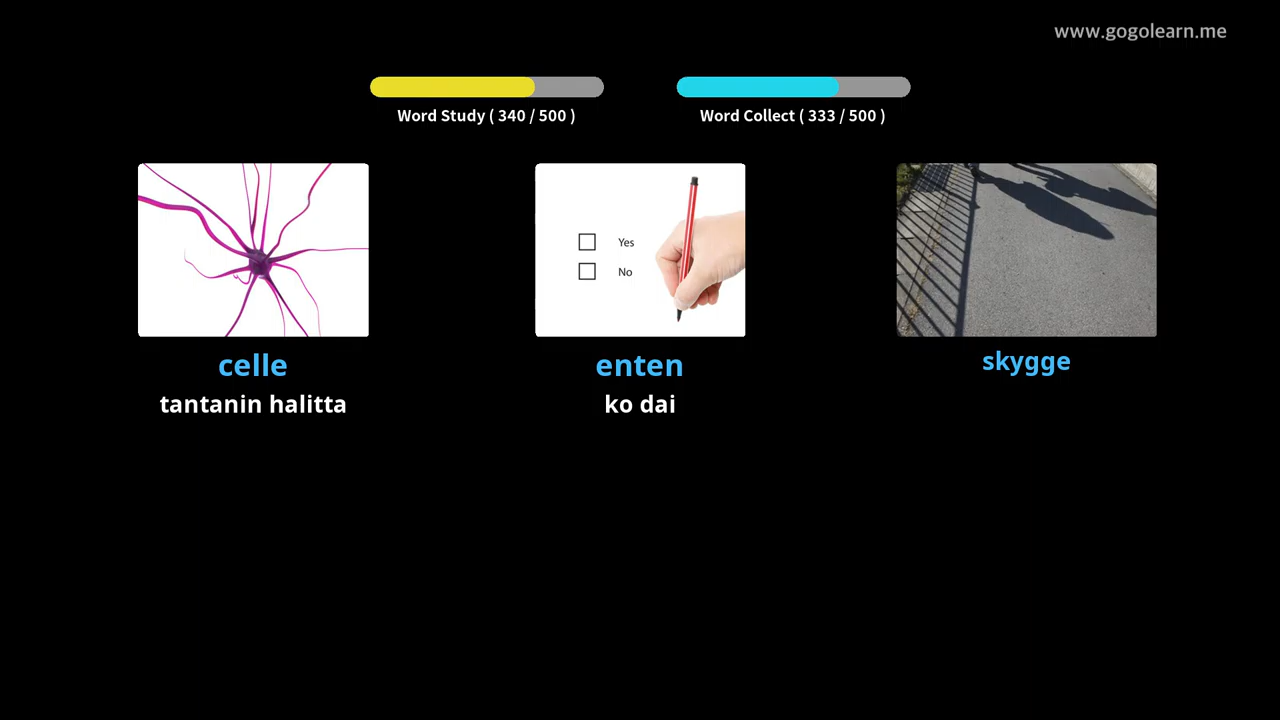 www.gogolearn.me
Word Study ( 340 / 500 )
Word Collect ( 333 / 500 )
Yes
No
celle
tantanin halitta
enten
ko dai
skygge